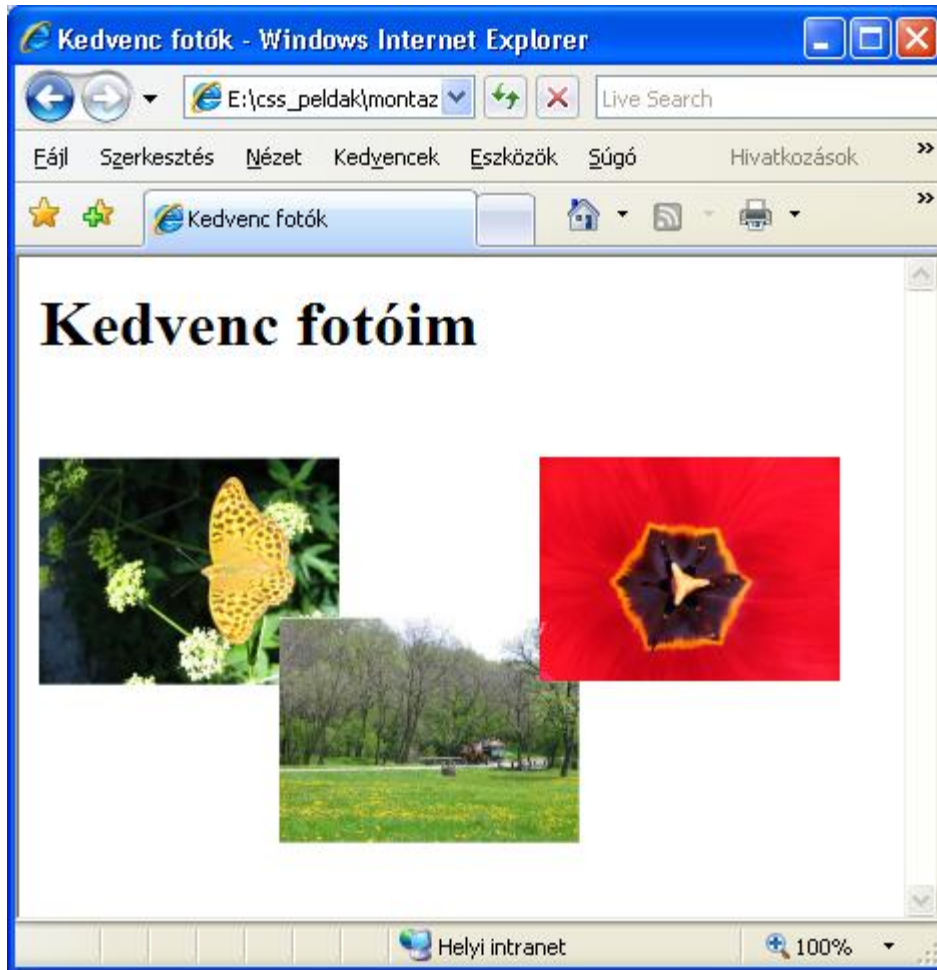 Kedvenc fotók - Windows Internet Explorer
E:\css_peldak\montaz
Live Search
Fájl Szerkesztés Nézet Kedvencek Eszközök Súgó Hivatkozások »
Kedvenc fotók »
Kedvenc fotóim
Helyi intranet 100%